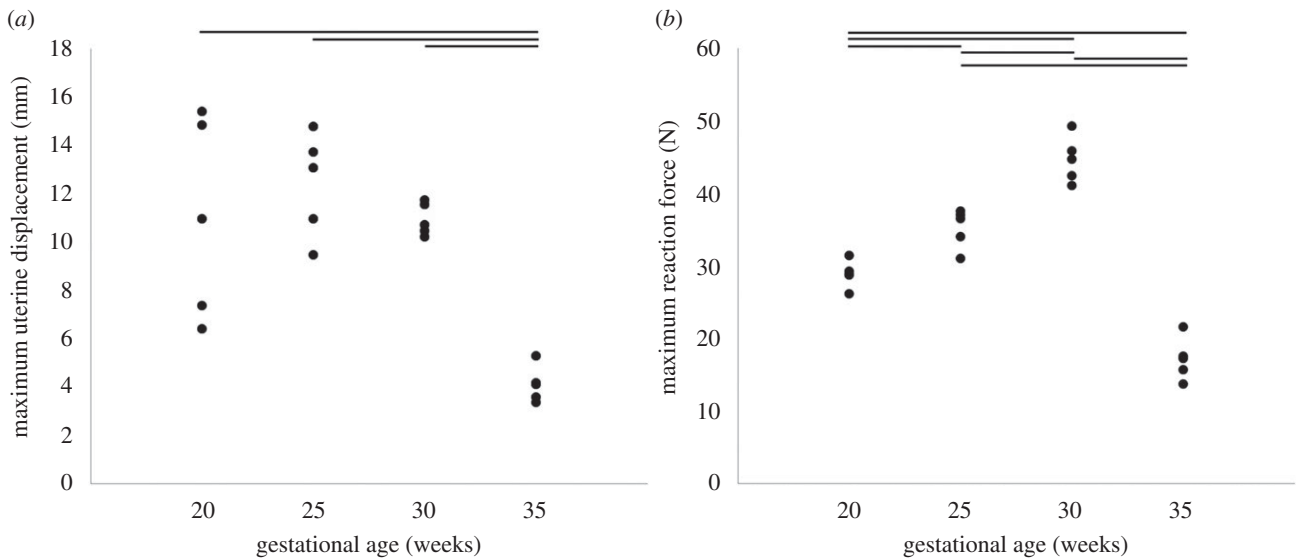 (a)
maximum uterine displacement (mm)
18
16
14
12
10
8
6
4
2
0
20 25 30 35
gestational age (weeks)
(b)
maximum reaction force (N)
60
50
40
30
20
10
0
20 25 30 35
gestational age (weeks)